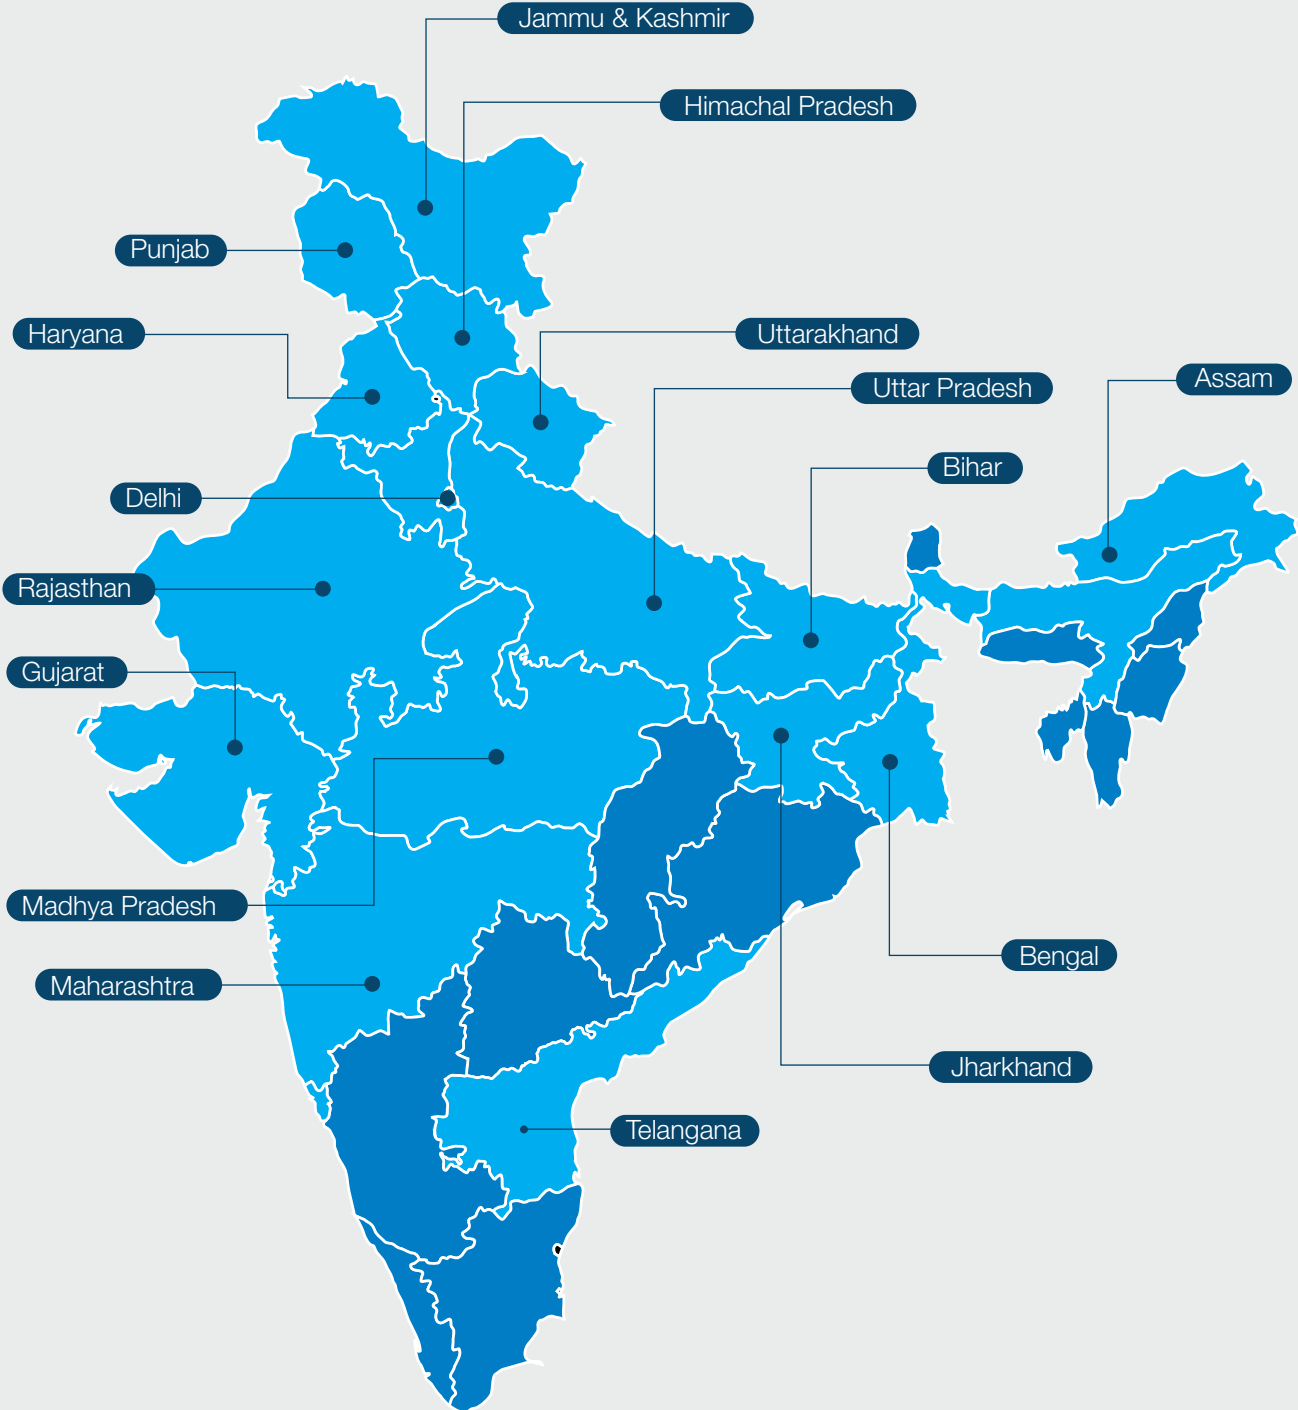 Jammu & Kashmir
Himachal Pradesh
Punjab
Haryana
Uttarakhand
Assam
Uttar Pradesh
Bihar
Delhi
Rajasthan
Gujarat
Madhya Pradesh
Bengal
Maharashtra
Jharkhand
Telangana